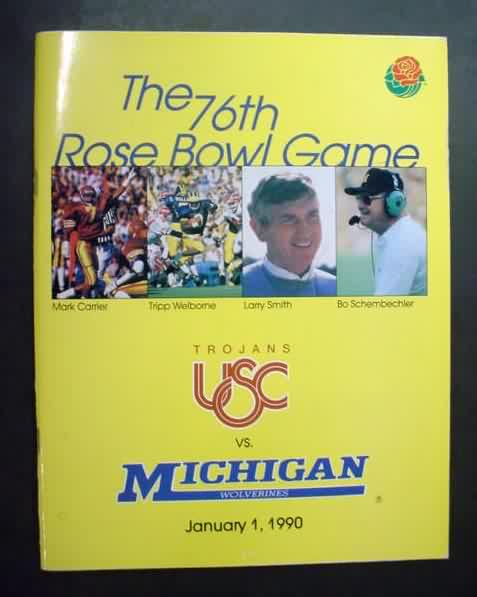 The 76th
Rose Bowl Game
Mark Carrier
Tripp Welborne
Larry Smith
Bo Schembechler
TROJANS
USC
VS.
MICHIGAN
WOLVERINES
®
January 1, 1990